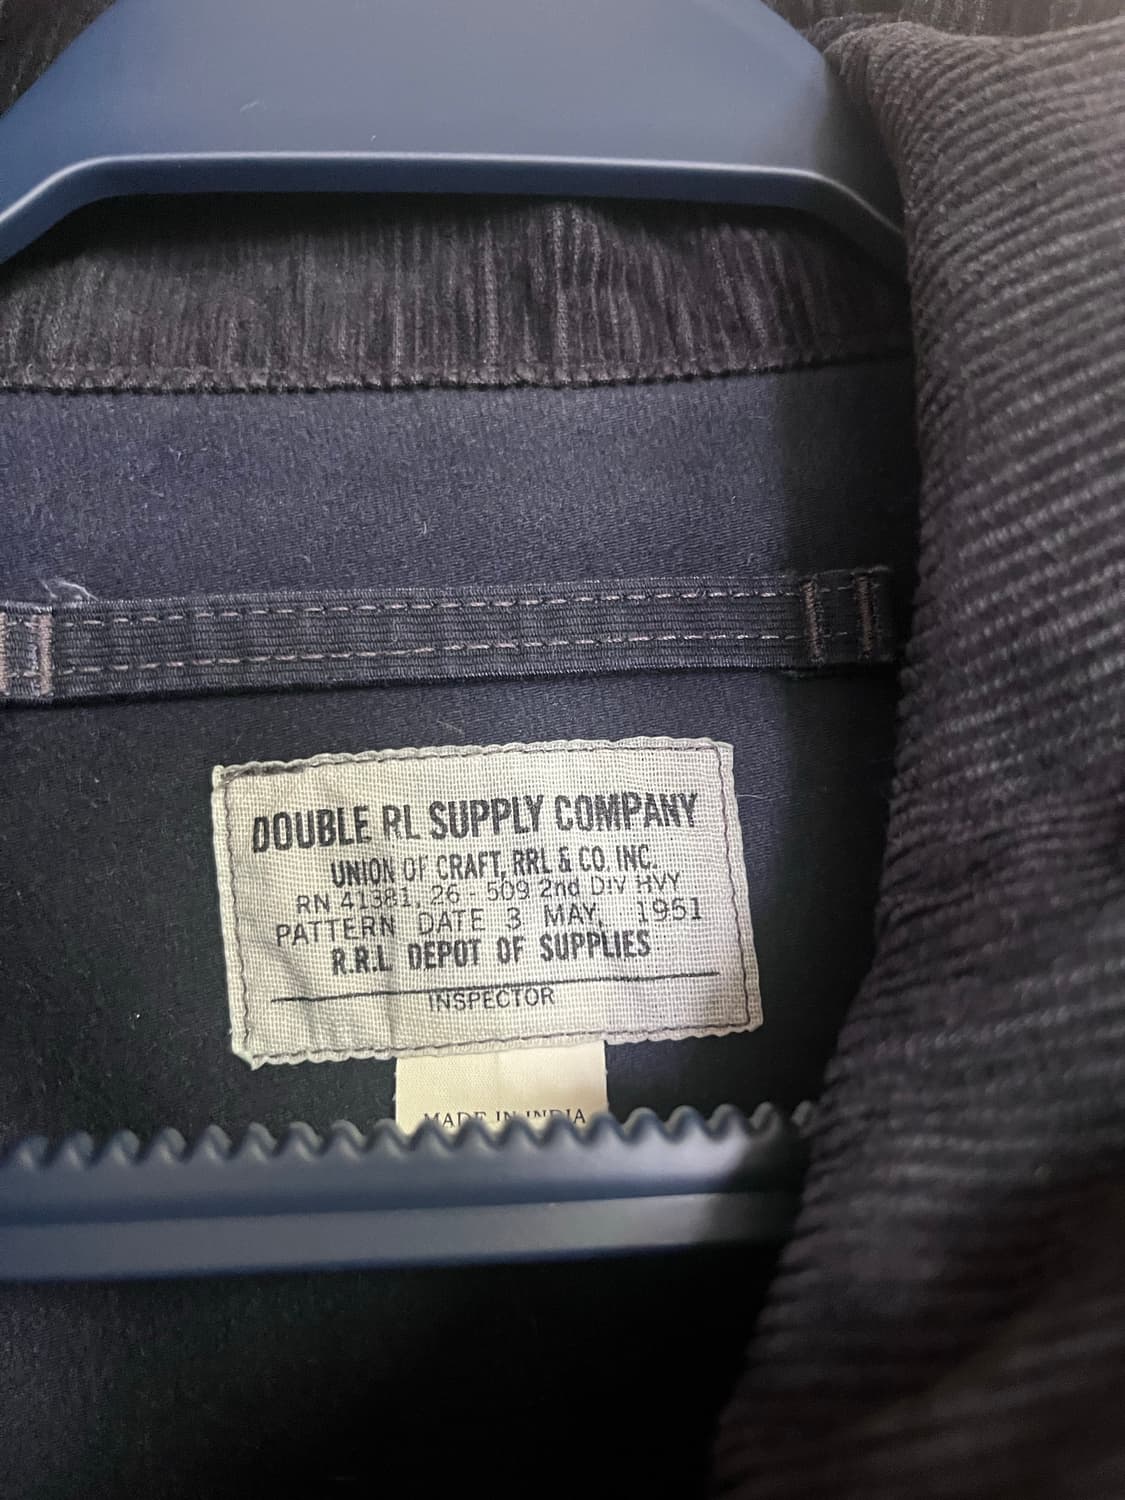 DOUBLE RL SUPPLY COMPANY
UNION OF CRAFT, RRL & CO. INC.
RN 41381, 26 - 509 2nd DIV HVY
PATTERN DATE 3 MAY, 1951
R.R.L DEPOT OF SUPPLIES
INSPECTOR
MADE IN INDIA